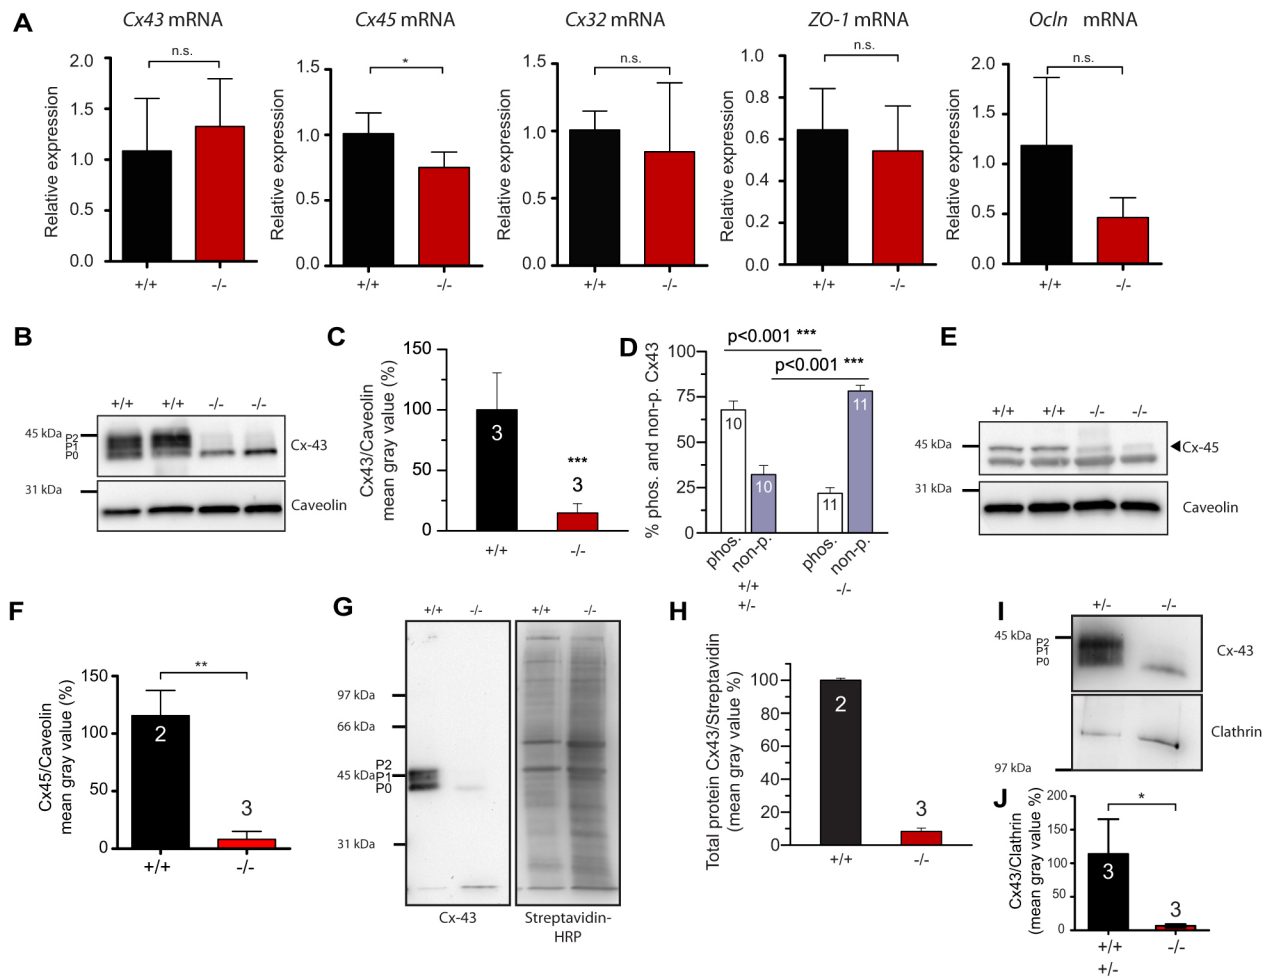 A
Cx43 mRNA
Cx45 mRNA
Cx32 mRNA
ZO-1 mRNA
Ocln mRNA
Relative expression
2.0
1.5
1.0
0.5
0.0
n.s.
+/+
-/-
Relative expression
1.5
1.0
0.5
0.0
*
+/+
-/-
Relative expression
1.5
1.0
0.5
0.0
n.s.
+/+
-/-
Relative expression
1.0
0.8
0.6
0.4
0.2
0.0
n.s.
+/+
-/-
Relative expression
2.0
1.5
1.0
0.5
0.0
n.s.
+/+
-/-
B
+/+ +/+ -/- -/-
45 kDa
P2
P1
P0
Cx-43
31 kDa
Caveolin
C
Cx43/Caveolin
mean gray value (%)
150
100
50
0
3
***
3
+/+
-/-
D
% phos. and non-p. Cx43
100
75
50
25
0
p<0.001 ***
p<0.001 ***
10
10
11
11
phos.
non-p.
phos.
non-p.
+/+
+/-
-/-
E
+/+ +/+ -/- -/-
45 kDa
Cx-45
31 kDa
Caveolin
F
Cx45/Caveolin
mean gray value (%)
150
100
50
0
**
2
3
+/+
-/-
G
+/+ -/- +/+ -/-
97 kDa
66 kDa
P2
45 kDa P1
P0
31 kDa
Cx-43
Streptavidin-
HRP
H
Total protein Cx43/Streptavidin
(mean gray value %)
100
80
60
40
20
0
2
3
+/+
-/-
I
+/- -/-
45 kDa
P2
P1
P0
Cx-43
Clathrin
97 kDa
J
Cx43/Clathrin
(mean gray value %)
200
150
100
50
0
*
3
3
+/+
+/-
-/-